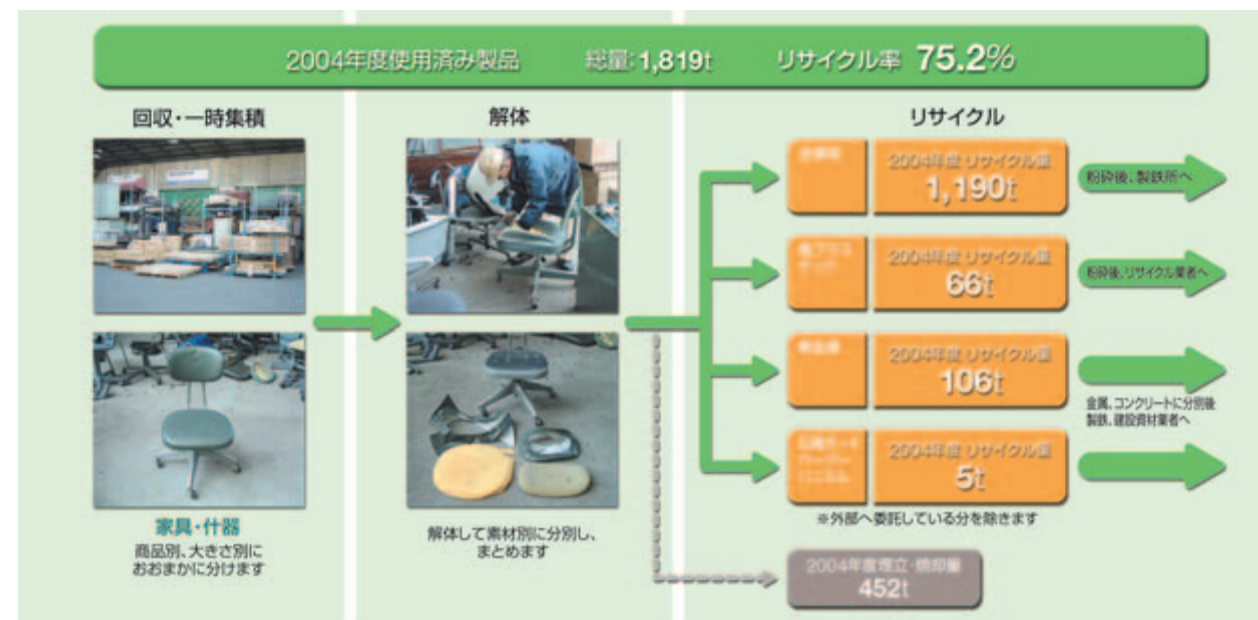 2004年度使用済み製品 総量:1,819t リサイクル率 75.2%
回収・一時集積
家具・什器
商品別、大きさ別に
おおまかに分けます
解体
解体して素材別に分別し、
まとめます
リサイクル
2004年度 リサイクル量
1,190t
粉砕後、製鉄所へ
2004年度 リサイクル量
66t
粉砕後、リサイクル業者へ
2004年度 リサイクル量
106t
金属、コンクリートに分別後
製鉄、建設資材業者へ
2004年度 リサイクル量
5t
※外部へ委託している分を除きます
2004年度埋立・焼却量
452t